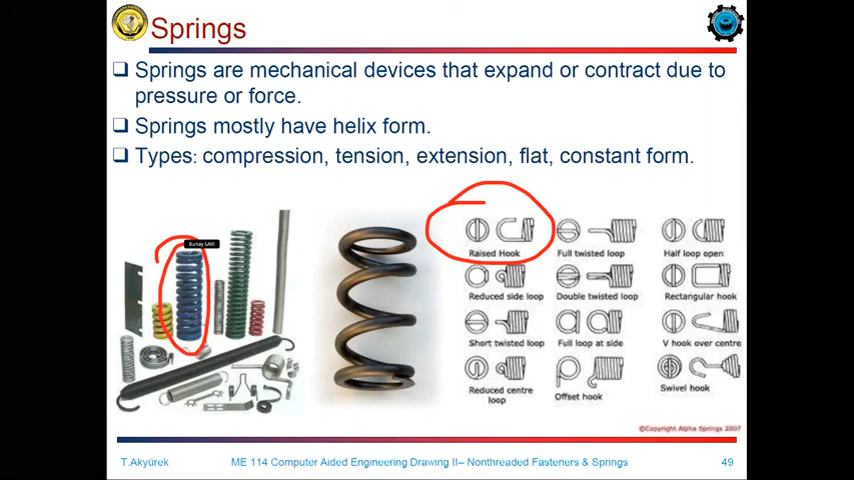 Springs
❑ Springs are mechanical devices that expand or contract due to
pressure or force.
❑ Springs mostly have helix form.
❑ Types: compression, tension, extension, flat, constant form.
Burkay SARI
Raised Hook
Full twisted loop
Half loop open
Reduced side loop
Double twisted loop
Rectangular hook
Short twisted loop
Full loop at side
V hook over centre
Reduced centre
loop
Offset hook
Swivel hook
©Copyright Alpha Springs 2007
T.Akyürek
ME 114 Computer Aided Engineering Drawing II– Nonthreaded Fasteners & Springs
49